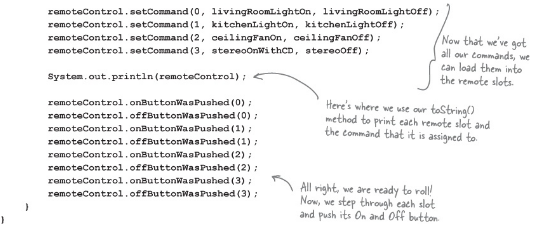 remoteControl.setCommand(0, livingRoomLightOn, livingRoomLightOff);
remoteControl.setCommand(1, kitchenLightOn, kitchenLightOff);
remoteControl.setCommand(2, ceilingFanOn, ceilingFanOff);
remoteControl.setCommand(3, stereoOnWithCD, stereoOff);
Now that we've got
all our commands, we
can load them into
the remote slots.
System.out.println(remoteControl);
Here's where we use our toString()
method to print each remote slot and
the command that it is assigned to.
remoteControl.onButtonWasPushed(0);
remoteControl.offButtonWasPushed(0);
remoteControl.onButtonWasPushed(1);
remoteControl.offButtonWasPushed(1);
remoteControl.onButtonWasPushed(2);
remoteControl.offButtonWasPushed(2);
remoteControl.onButtonWasPushed(3);
remoteControl.offButtonWasPushed(3);
All right, we are ready to roll!
Now, we step through each slot
and push its On and Off button.
}
}